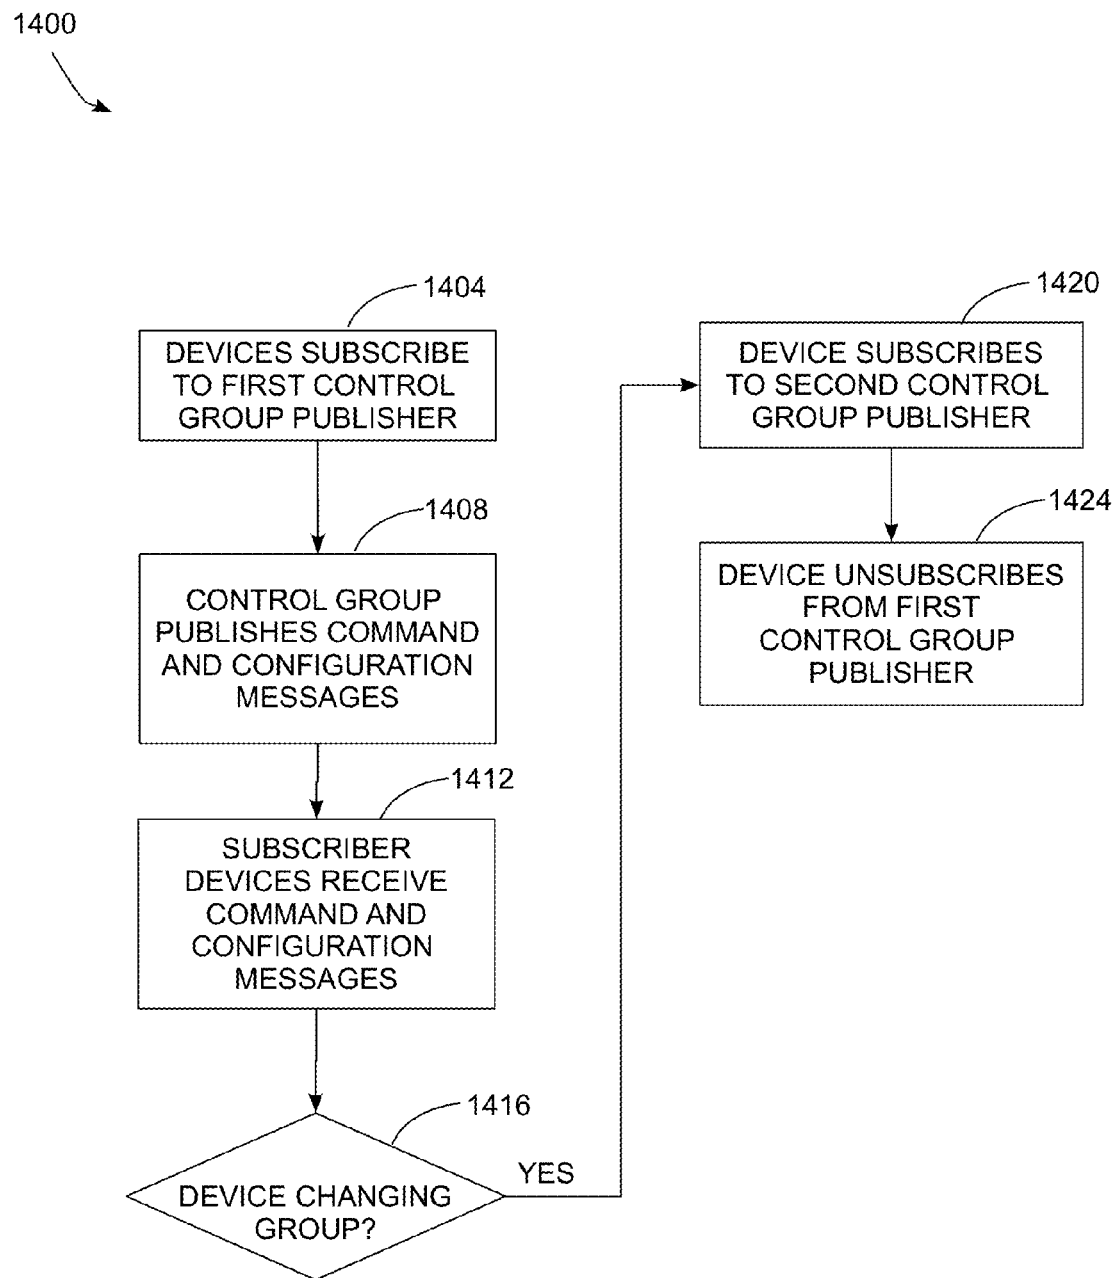 1400
1404
DEVICES SUBSCRIBE
TO FIRST CONTROL
GROUP PUBLISHER
1408
CONTROL GROUP
PUBLISHES COMMAND
AND CONFIGURATION
MESSAGES
1412
SUBSCRIBER
DEVICES RECEIVE
COMMAND AND
CONFIGURATION
MESSAGES
1416
DEVICE CHANGING
GROUP?
YES
1420
DEVICE SUBSCRIBES
TO SECOND CONTROL
GROUP PUBLISHER
1424
DEVICE UNSUBSCRIBES
FROM FIRST
CONTROL GROUP
PUBLISHER